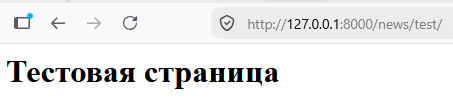 http://127.0.0.1:8000/news/test/
Тестовая страница